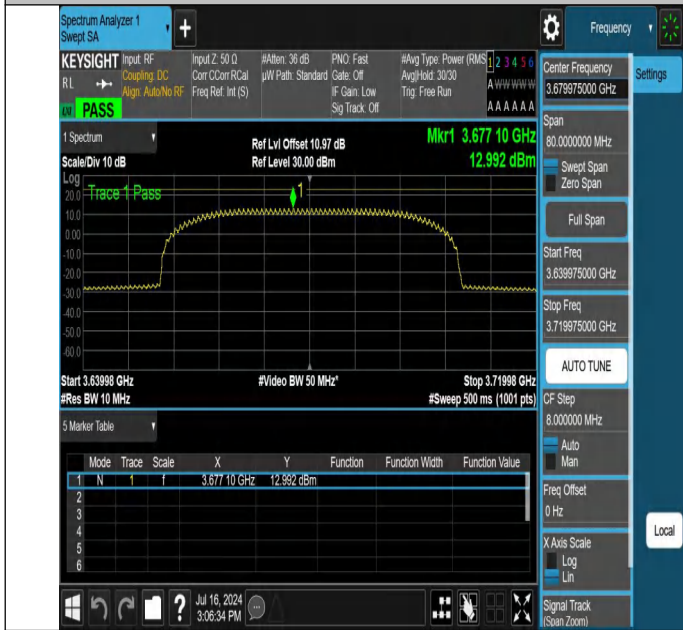 Spectrum Analyzer 1
Swept SA
+
Frequency
KEYSIGHT
RL
Input: RF
Coupling: DC
Align: Auto/No RF
Input Z: 50 Ω
Corr CCorr RCal
Freq Ref: Int (S)
#Atten: 36 dB
µW Path: Standard
PNO: Fast
Gate: Off
IF Gain: Low
Sig Track: Off
#Avg Type: Power (RMS
Avg|Hold: 30/30
Trig: Free Run
1 2 3 4 5 6
A W W W W W
A A A A A A
PASS
1 Spectrum
Scale/Div 10 dB
Ref Lvl Offset 10.97 dB
Ref Level 30.00 dBm
Mkr1 3.677 10 GHz
12.992 dBm
Log
Trace 1 Pass
1
20.0
10.0
0.00
-10.0
-20.0
-30.0
-40.0
-50.0
-60.0
Start 3.63998 GHz
#Res BW 10 MHz
#Video BW 50 MHz*
Stop 3.71998 GHz
#Sweep 500 ms (1001 pts)
5 Marker Table
Mode Trace Scale X Y Function Function Width Function Value
1 N 1 f 3.677 10 GHz 12.992 dBm
2
3
4
5
6
Center Frequency
3.679975000 GHz
Settings
Span
80.0000000 MHz
Swept Span
Zero Span
Full Span
Start Freq
3.639975000 GHz
Stop Freq
3.719975000 GHz
AUTO TUNE
CF Step
8.000000 MHz
Auto
Man
Freq Offset
0 Hz
Local
X Axis Scale
Log
Lin
Signal Track
(Span Zoom)
?
Jul 16, 2024
3:06:34 PM